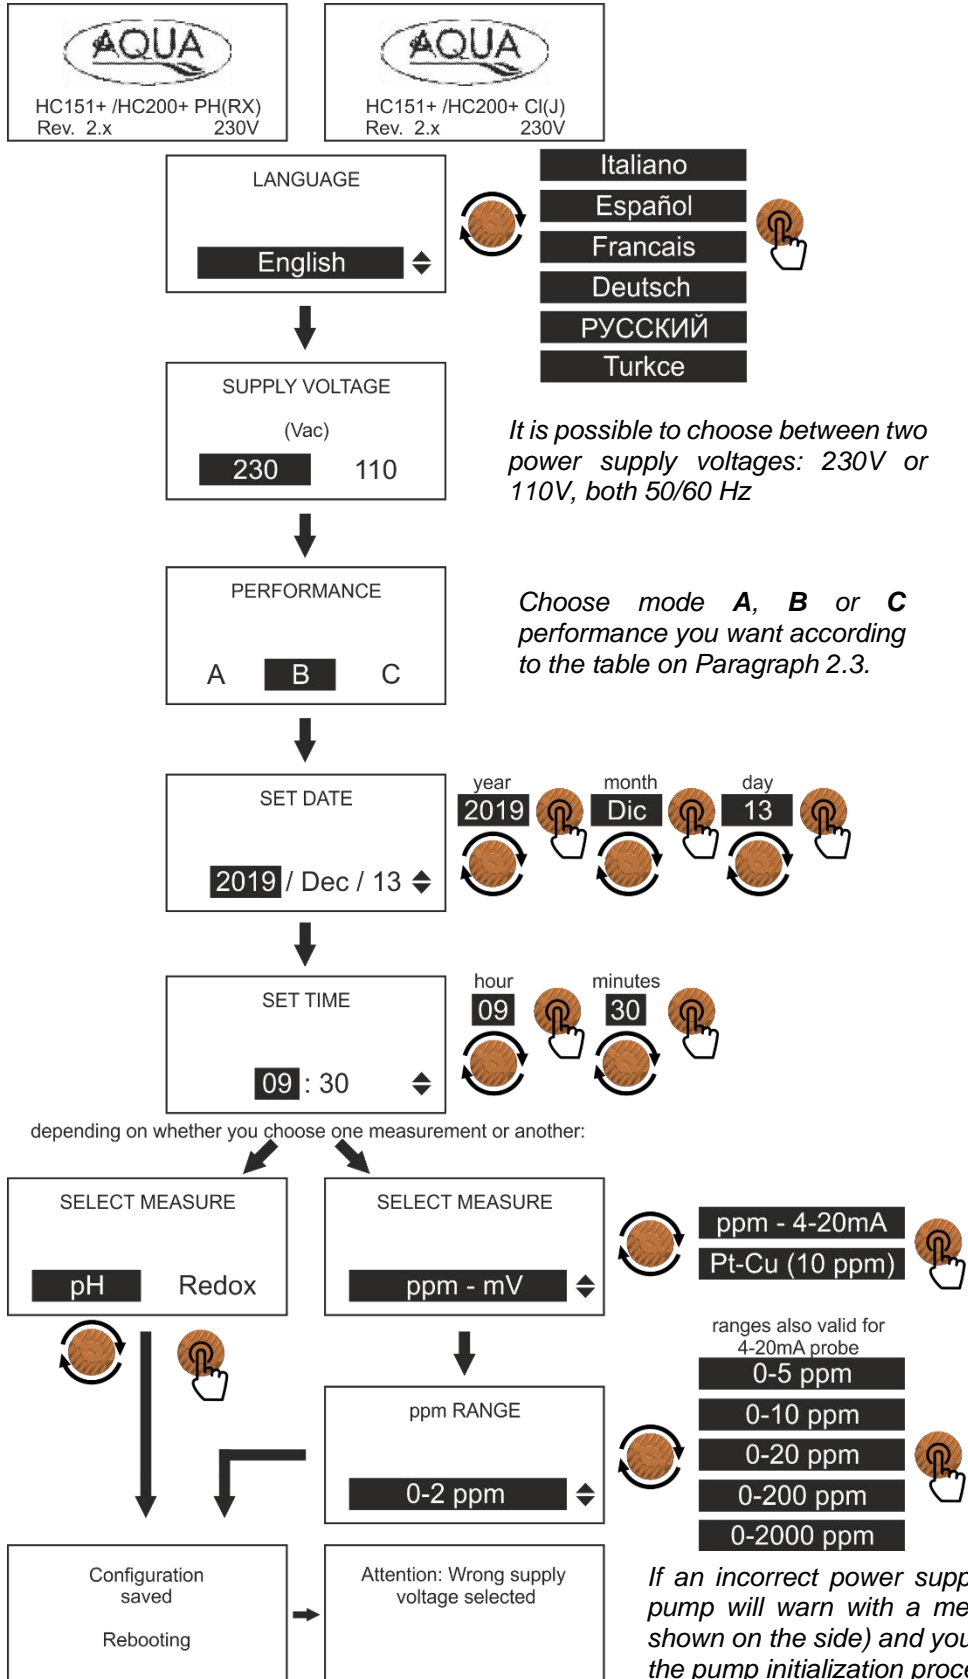 AQUA
HC151+ /HC200+ PH(RX)
Rev. 2.x 230V
AQUA
HC151+ /HC200+ Cl(J)
Rev. 2.x 230V
LANGUAGE
English
Italiano
Español
Francais
Deutsch
РУССКИЙ
Turkce
SUPPLY VOLTAGE
(Vac)
230 110
It is possible to choose between two
power supply voltages: 230V or
110V, both 50/60 Hz
PERFORMANCE
A B C
Choose mode A, B or C
performance you want according
to the table on Paragraph 2.3.
SET DATE
2019 / Dec / 13
year month day
2019 Dic 13
SET TIME
09 : 30
hour minutes
09 30
depending on whether you choose one measurement or another:
SELECT MEASURE
pH Redox
SELECT MEASURE
ppm - mV
ppm - 4-20mA
Pt-Cu (10 ppm)
ppm RANGE
0-2 ppm
ranges also valid for
4-20mA probe
0-5 ppm
0-10 ppm
0-20 ppm
0-200 ppm
0-2000 ppm
Configuration
saved
Rebooting
Attention: Wrong supply
voltage selected
If an incorrect power supp
pump will warn with a me
shown on the side) and you
the pump initialization proce